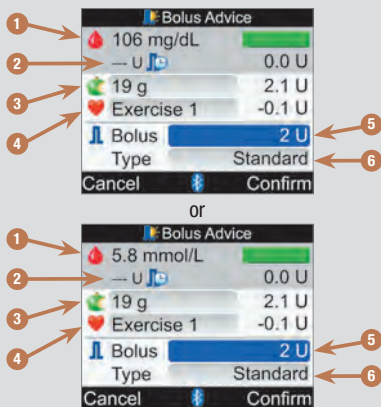 Bolus Advice
1 106 mg/dL
2 --- U 0.0 U
3 19 g 2.1 U
4 Exercise 1 -0.1 U
Bolus 2 U 5
Type Standard 6
Cancel Confirm
or
Bolus Advice
1 5.8 mmol/L
2 --- U 0.0 U
3 19 g 2.1 U
4 Exercise 1 -0.1 U
Bolus 2 U 5
Type Standard 6
Cancel Confirm